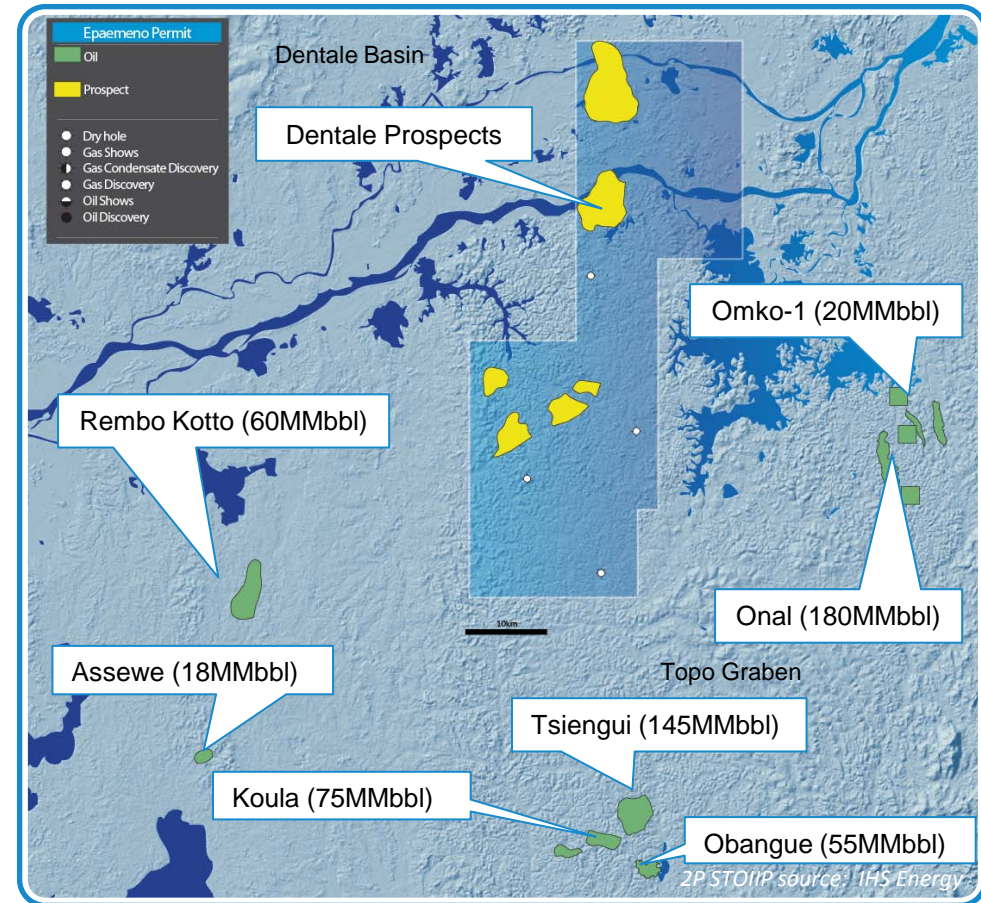 Epaemeno Permit
Oil
Prospect
Dry hole
Gas Shows
Gas Condensate Discovery
Gas Discovery
Oil Shows
Oil Discovery
Dentale Basin
Dentale Prospects
Omko-1 (20MMbbl)
Rembo Kotto (60MMbbl)
Onal (180MMbbl)
10km
Assewe (18MMbbl)
Topo Graben
Tsiengui (145MMbbl)
Koula (75MMbbl)
Obangue (55MMbbl)
2P STOIIP source: IHS Energy